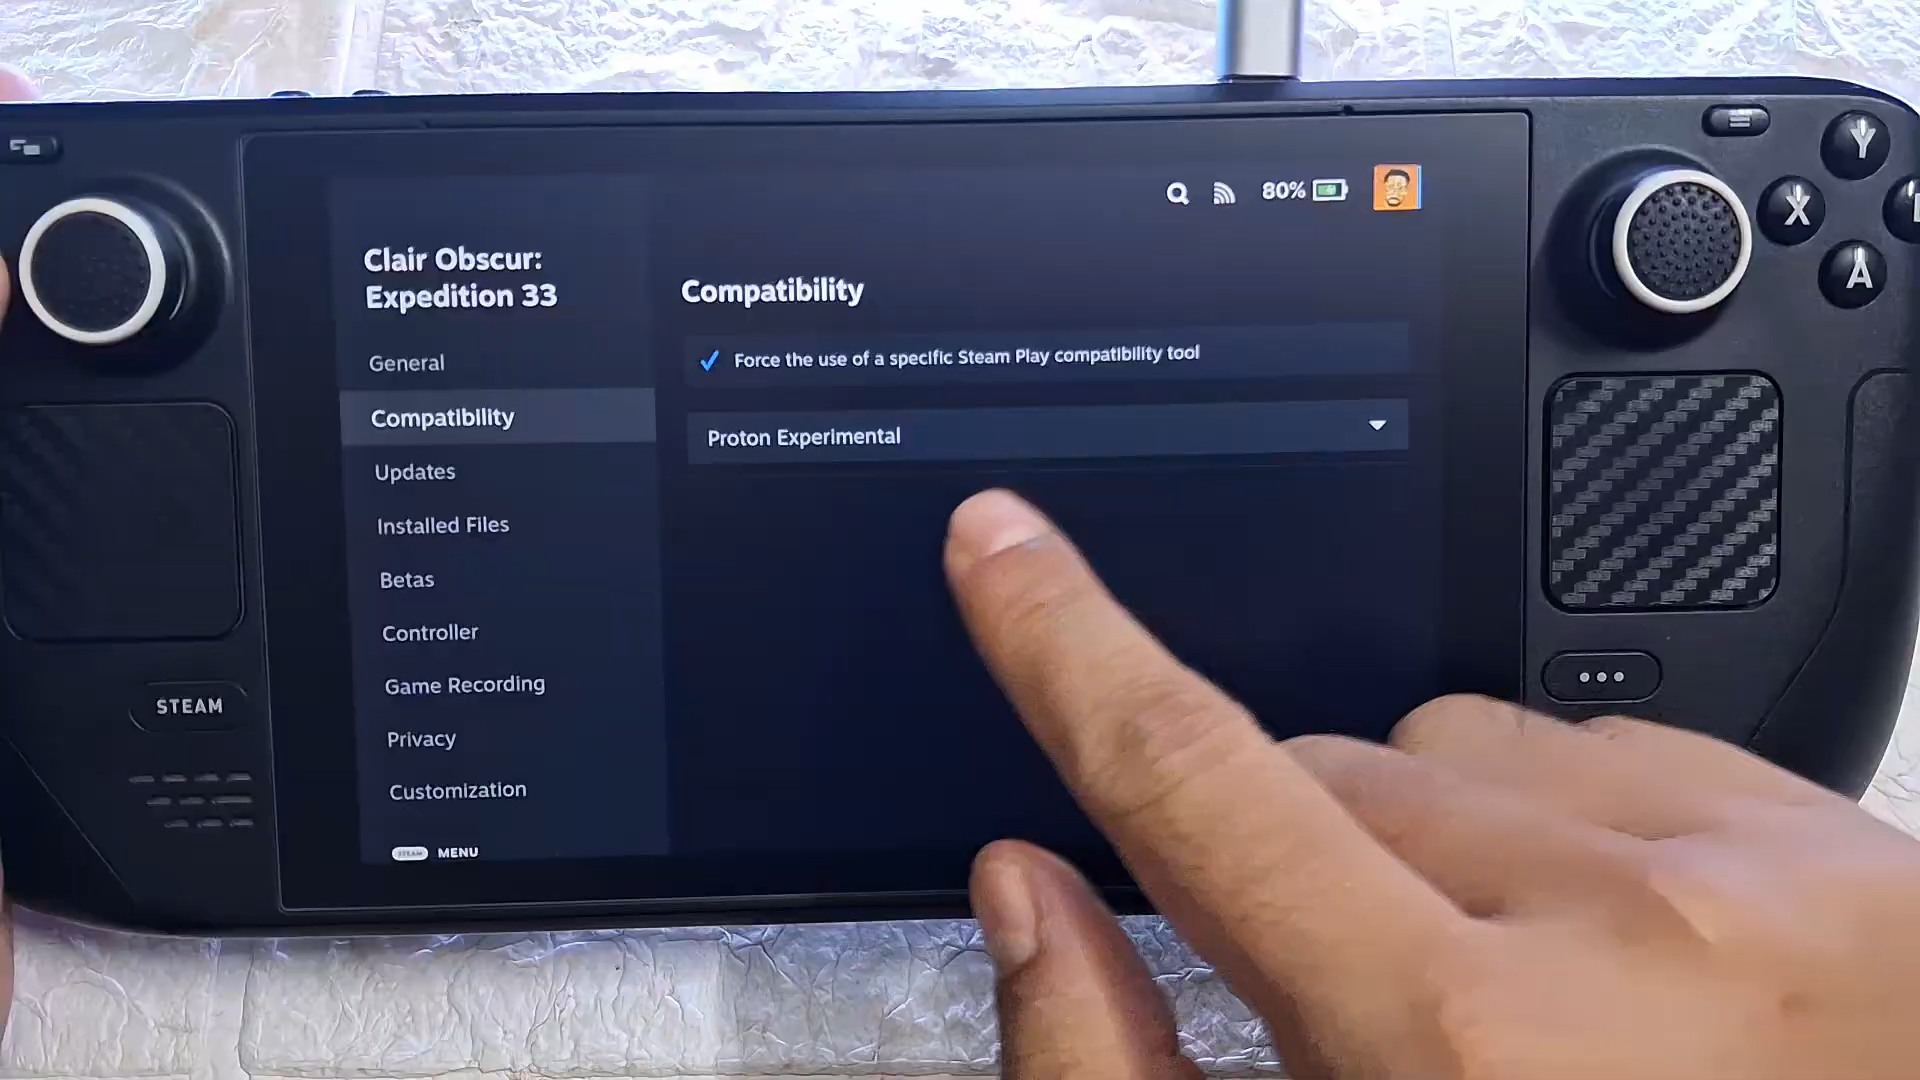 80%
Clair Obscur:
Expedition 33
General
Compatibility
Updates
Installed Files
Betas
Controller
Game Recording
Privacy
Customization
STEAM MENU
Compatibility
Force the use of a specific Steam Play compatibility tool
Proton Experimental
STEAM
Y
X
A